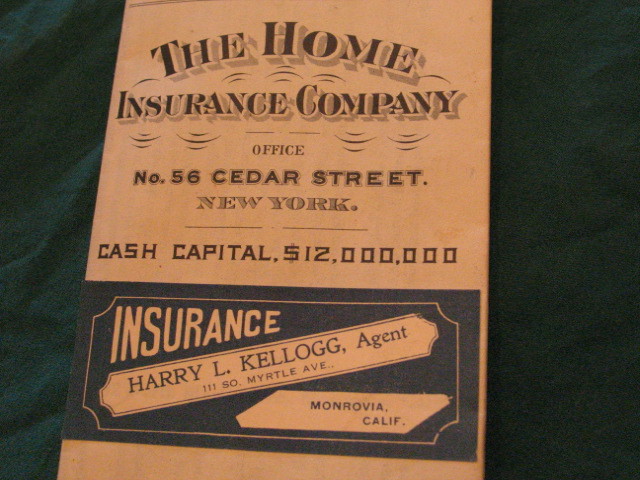 THE HOME
INSURANCE COMPANY
OFFICE
No. 56 CEDAR STREET.
NEW YORK.
CASH CAPITAL, $12,000,000
INSURANCE
HARRY L. KELLOGG, Agent
111 SO. MYRTLE AVE.,
MONROVIA,
CALIF.